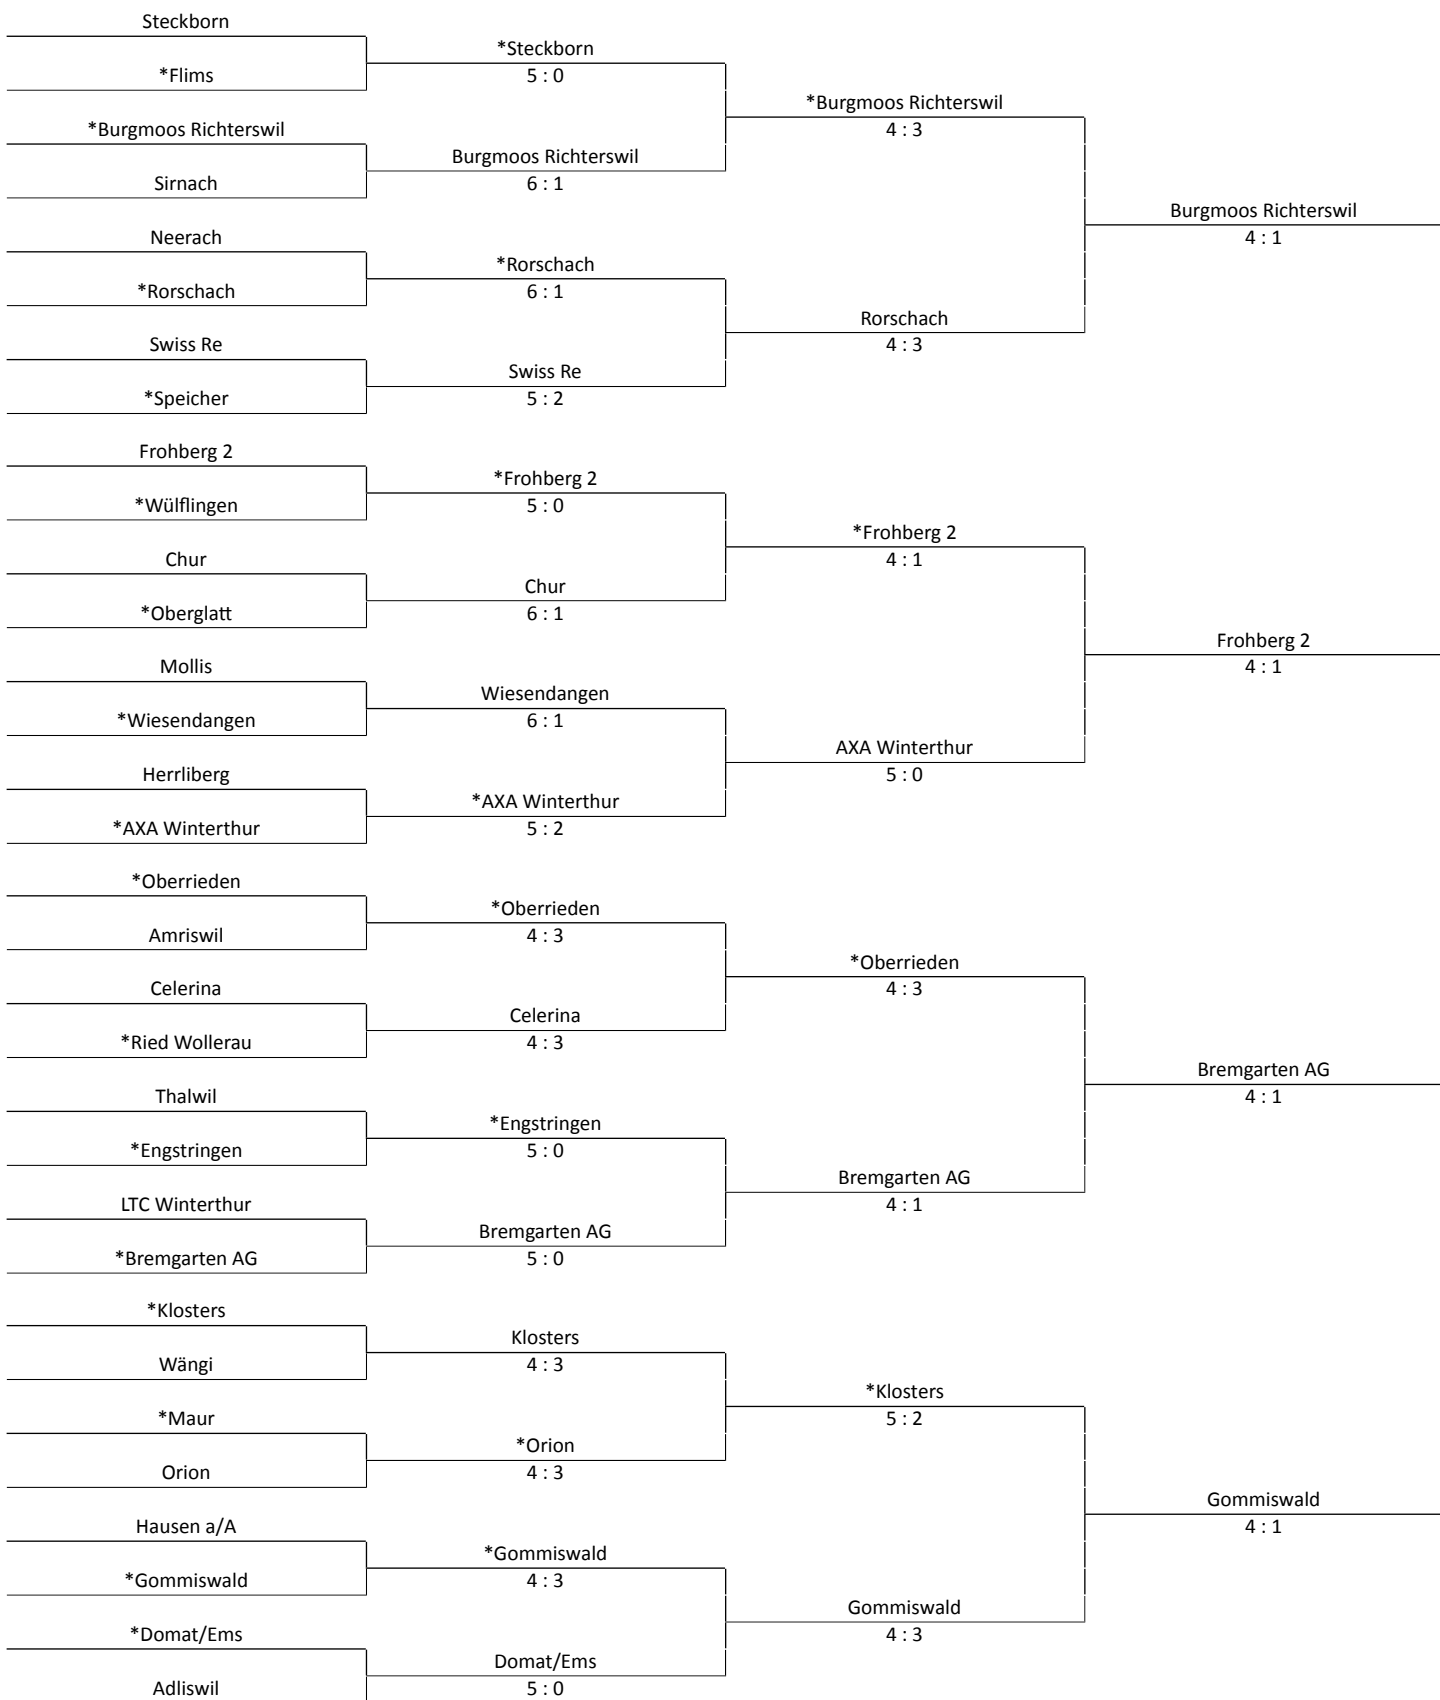 Steckborn
*Flims
*Burgmoos Richterswil
Sirnach
Neerach
*Rorschach
Swiss Re
*Speicher
Frohberg 2
*Wülflingen
Chur
*Oberglatt
Mollis
*Wiesendangen
Herrliberg
*AXA Winterthur
*Oberrieden
Amriswil
Celerina
*Ried Wollerau
Thalwil
*Engstringen
LTC Winterthur
*Bremgarten AG
*Klosters
Wängi
*Maur
Orion
Hausen a/A
*Gommiswald
*Domat/Ems
Adliswil
*Steckborn
5 : 0
Burgmoos Richterswil
6 : 1
*Rorschach
6 : 1
Swiss Re
5 : 2
*Frohberg 2
5 : 0
Chur
6 : 1
Wiesendangen
6 : 1
*AXA Winterthur
5 : 2
*Oberrieden
4 : 3
Celerina
4 : 3
*Engstringen
5 : 0
Bremgarten AG
5 : 0
Klosters
4 : 3
*Orion
4 : 3
*Gommiswald
4 : 3
Domat/Ems
5 : 0
*Burgmoos Richterswil
4 : 3
Rorschach
4 : 3
*Frohberg 2
4 : 1
AXA Winterthur
5 : 0
*Oberrieden
4 : 3
Bremgarten AG
4 : 1
*Klosters
5 : 2
Gommiswald
4 : 3
Burgmoos Richterswil
4 : 1
Frohberg 2
4 : 1
Bremgarten AG
4 : 1
Gommiswald
4 : 1